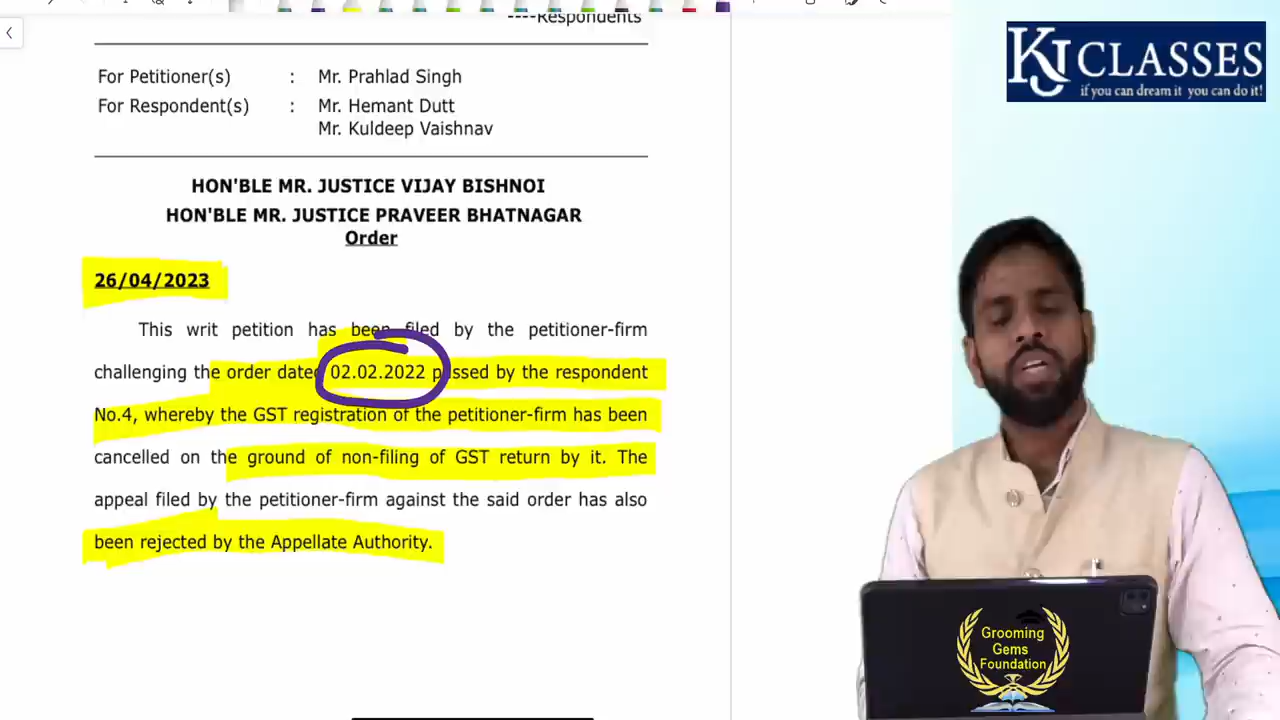 ----Respondents
For Petitioner(s) : Mr. Prahlad Singh
For Respondent(s) : Mr. Hemant Dutt
Mr. Kuldeep Vaishnav
HON'BLE MR. JUSTICE VIJAY BISHNOI
HON'BLE MR. JUSTICE PRAVEER BHATNAGAR
Order
26/04/2023
This writ petition has been filed by the petitioner-firm
challenging the order dated 02.02.2022 passed by the respondent
No.4, whereby the GST registration of the petitioner-firm has been
cancelled on the ground of non-filing of GST return by it. The
appeal filed by the petitioner-firm against the said order has also
been rejected by the Appellate Authority.
KJ CLASSES
if you can dream it you can do it!
Grooming
Gems
Foundation